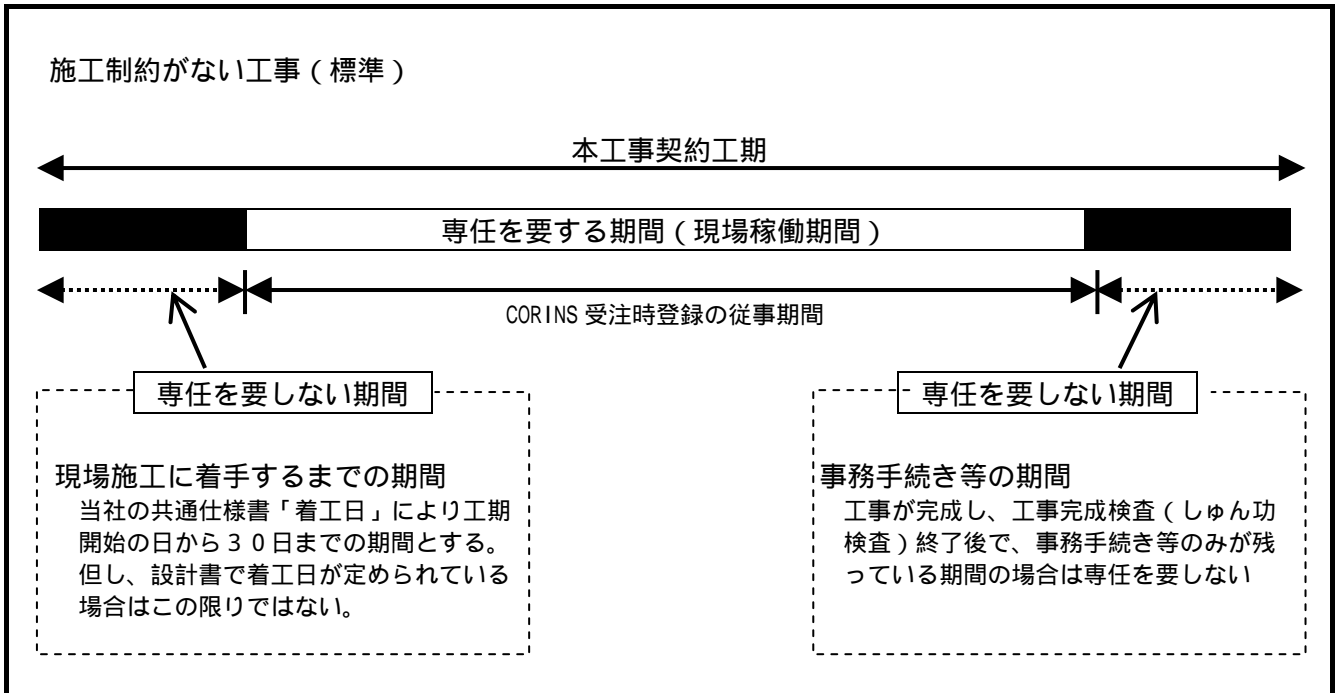 施工制約がない工事（標準）
本工事契約工期
専任を要する期間（現場稼働期間）
CORINS 受注時登録の従事期間
専任を要しない期間
現場施工に着手するまでの期間
当社の共通仕様書「着工日」により工期
開始の日から３０日までの期間とする。
但し、設計書で着工日が定められている
場合はこの限りではない。
専任を要しない期間
事務手続き等の期間
工事が完成し、工事完成検査（しゅん功
検査）終了後で、事務手続き等のみが残
っている期間の場合は専任を要しない